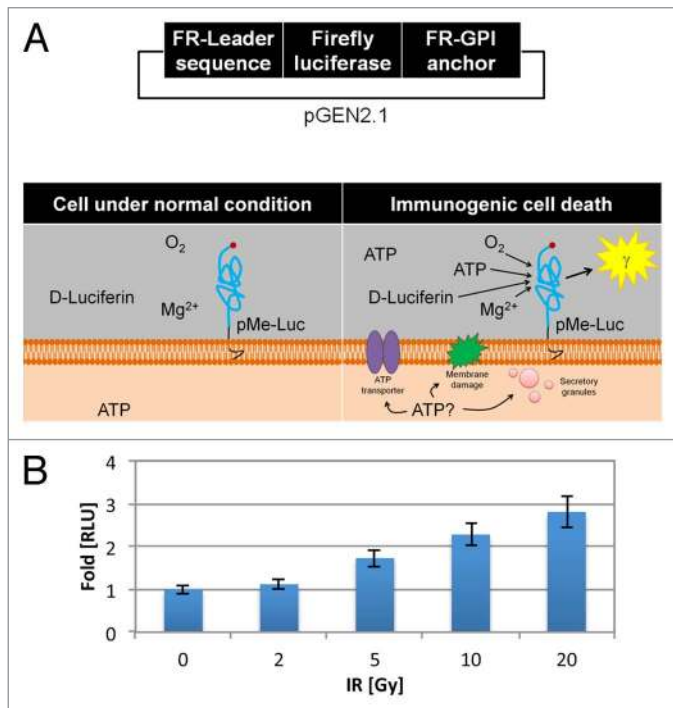 A
FR-Leader sequence
Firefly luciferase
FR-GPI anchor
pGEN2.1
Cell under normal condition
Immunogenic cell death
O2
D-Luciferin
Mg2+
pMe-Luc
ATP
ATP
O2
ATP
D-Luciferin
Mg2+
γ
pMe-Luc
ATP transporter
Membrane damage
Secretory granules
ATP?
B
Fold [RLU]
4
3
2
1
0
0 2 5 10 20
IR [Gy]